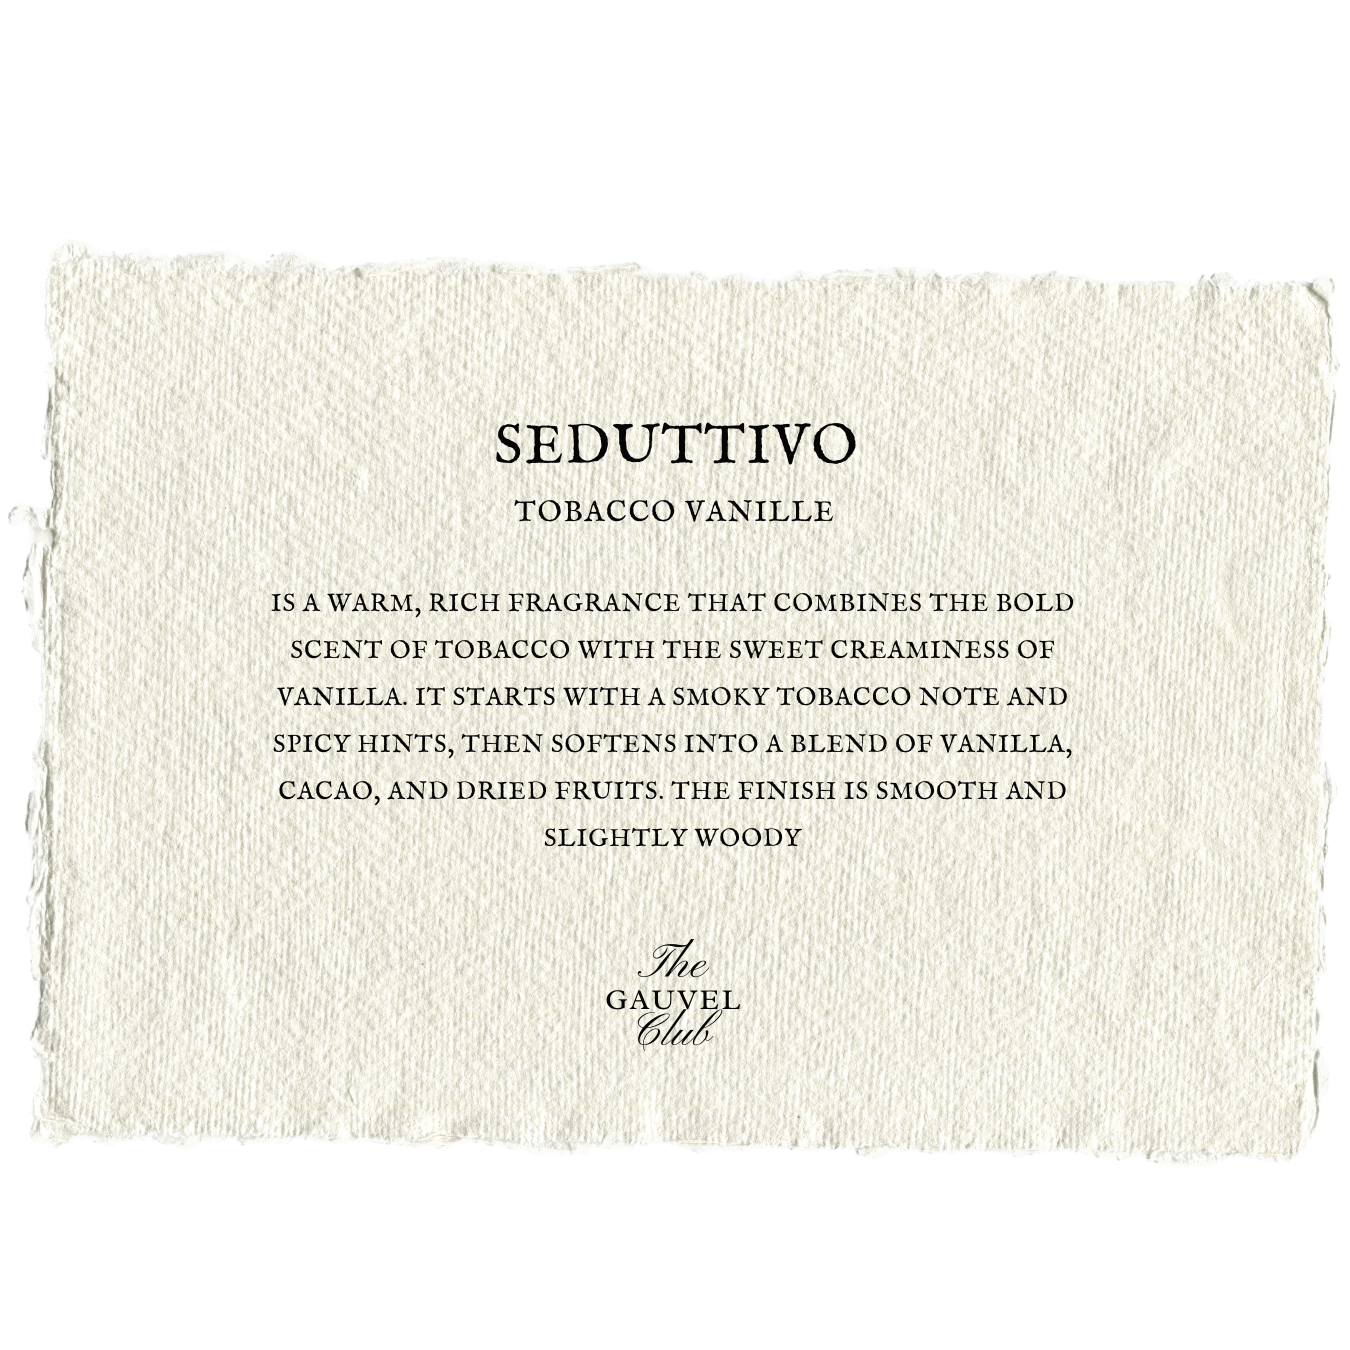 SEDUTTIVO
TOBACCO VANILLE
IS A WARM, RICH FRAGRANCE THAT COMBINES THE BOLD
SCENT OF TOBACCO WITH THE SWEET CREAMINESS OF
VANILLA. IT STARTS WITH A SMOKY TOBACCO NOTE AND
SPICY HINTS, THEN SOFTENS INTO A BLEND OF VANILLA,
CACAO, AND DRIED FRUITS. THE FINISH IS SMOOTH AND
SLIGHTLY WOODY
The
GAUVEL
Club